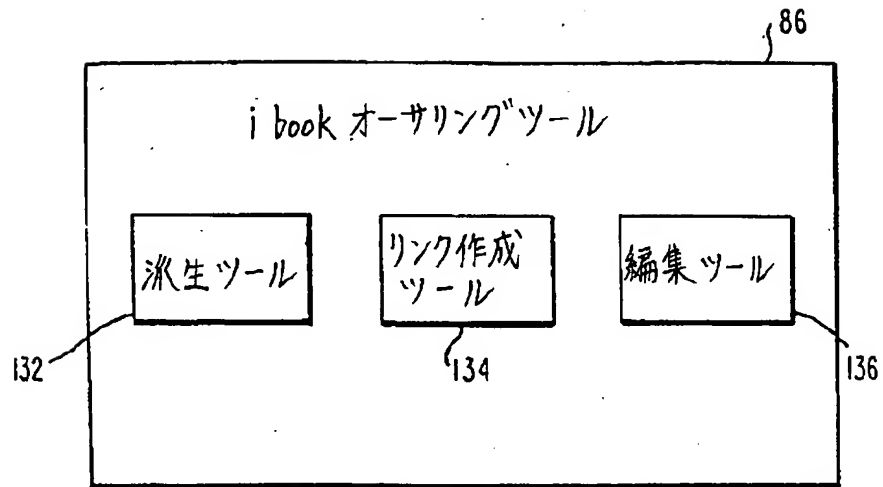 86
i book オーサリングツール
派生ツール
リンク作成
ツール
編集ツール
132
134
136